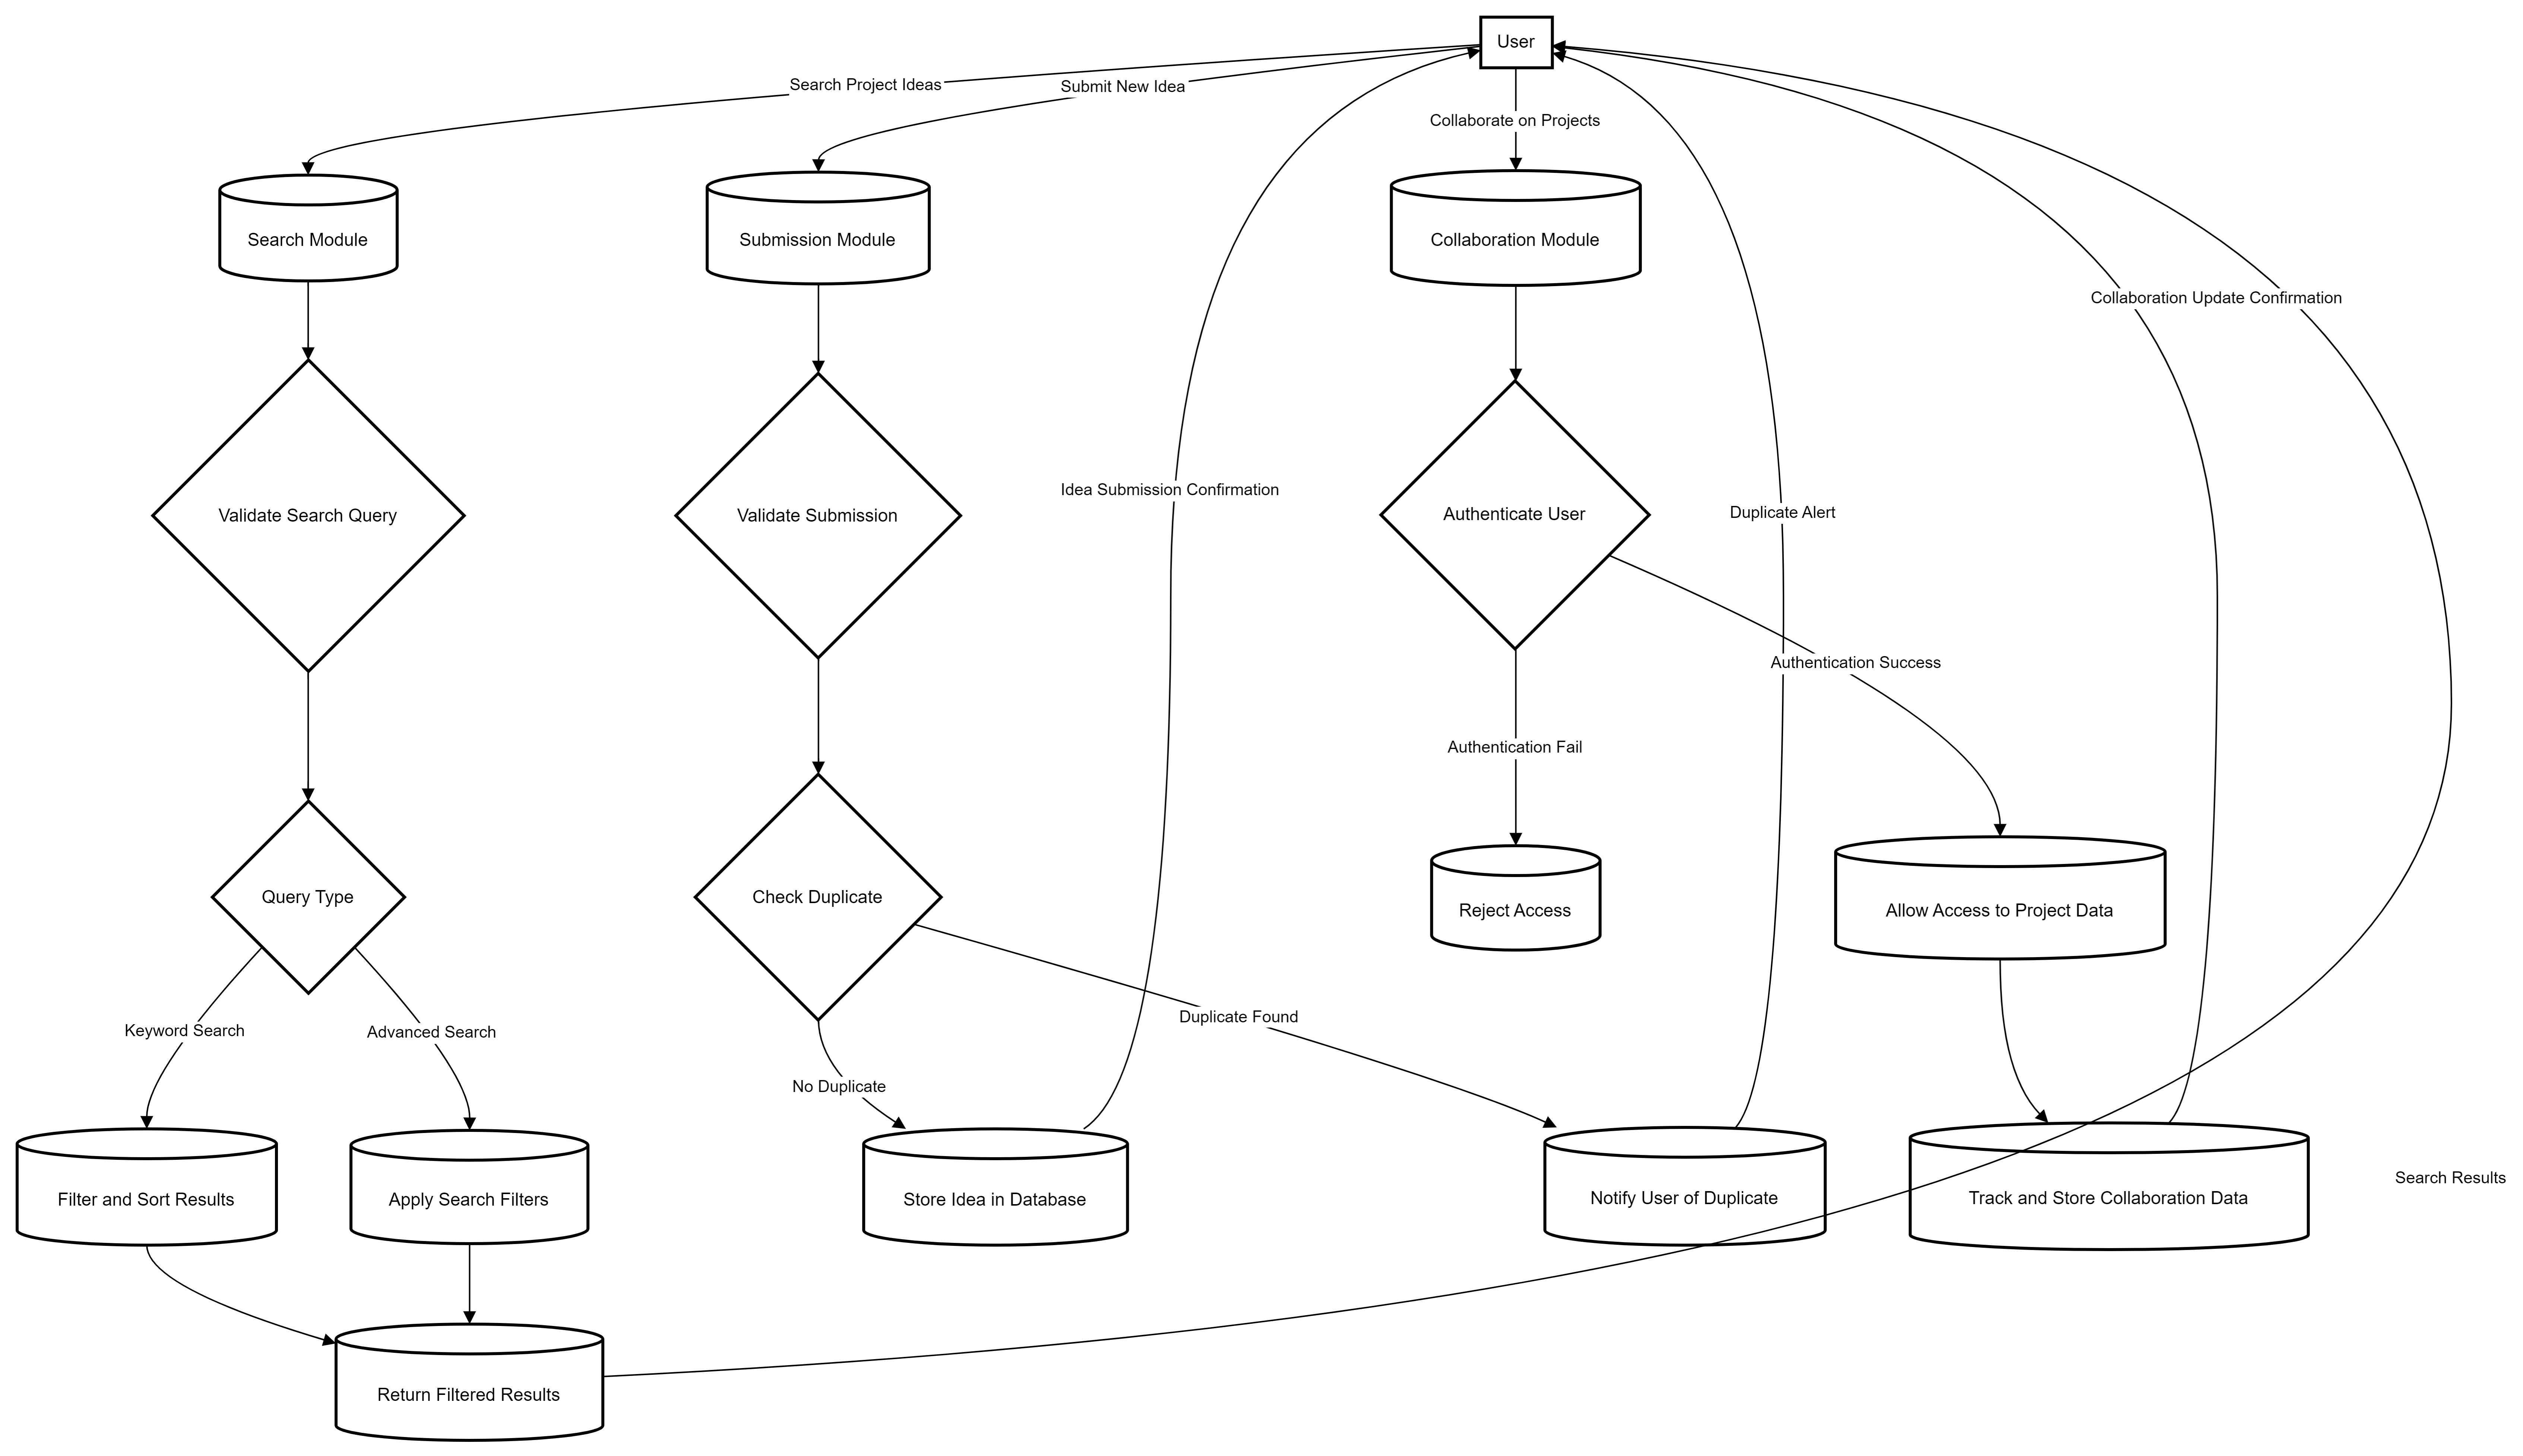 User
Search Project Ideas
Submit New Idea
Collaborate on Projects
Search Module
Submission Module
Collaboration Module
Collaboration Update Confirmation
Idea Submission Confirmation
Duplicate Alert
Validate Search Query
Validate Submission
Authenticate User
Authentication Success
Authentication Fail
Query Type
Check Duplicate
Reject Access
Allow Access to Project Data
Duplicate Found
Keyword Search
Advanced Search
No Duplicate
Search Results
Filter and Sort Results
Apply Search Filters
Store Idea in Database
Notify User of Duplicate
Track and Store Collaboration Data
Return Filtered Results